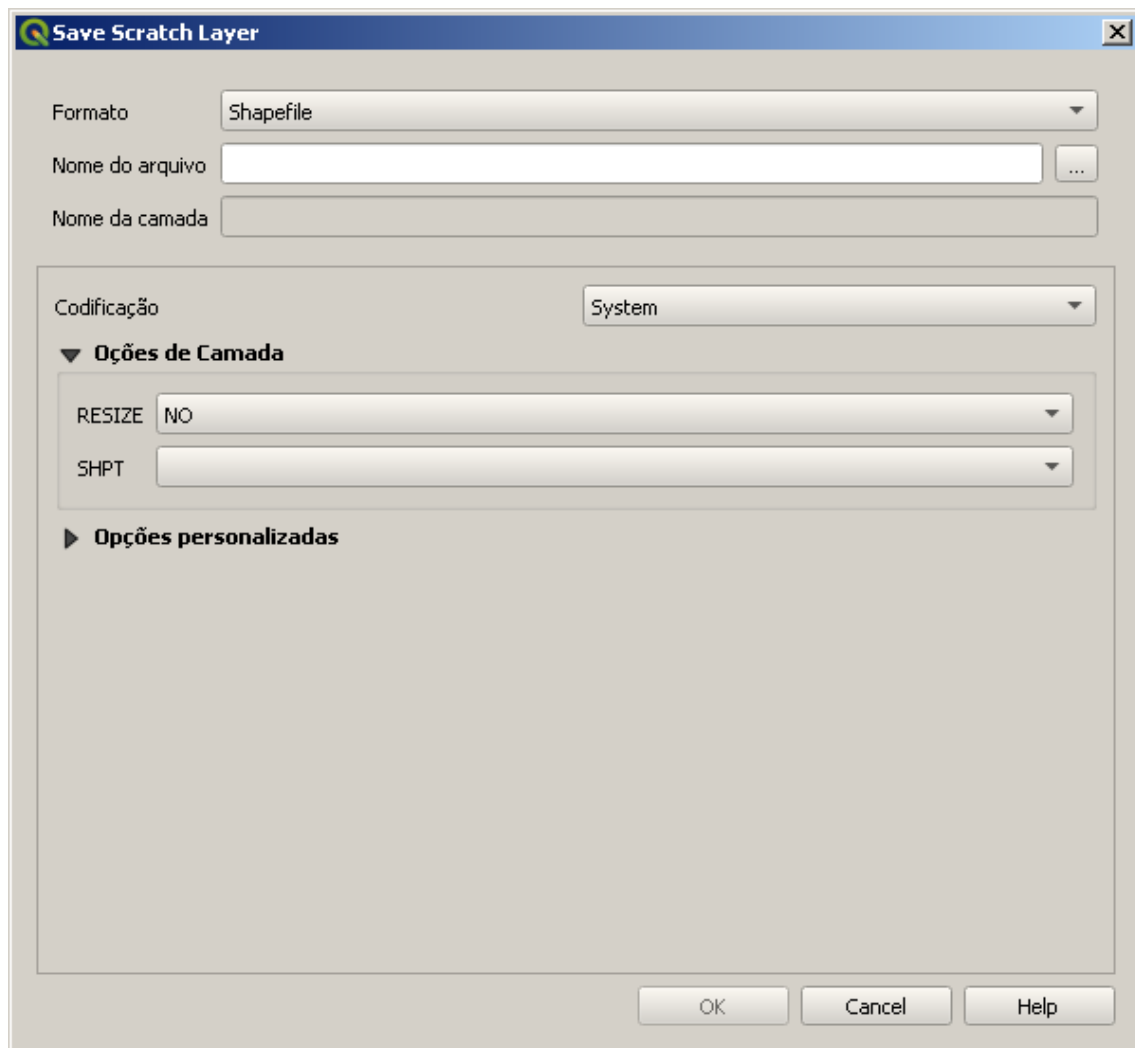 Save Scratch Layer
Formato Shapefile
Nome do arquivo ...
Nome da camada
Codificação System
Oções de Camada
RESIZE NO
SHPT
Opções personalizadas
OK Cancel Help